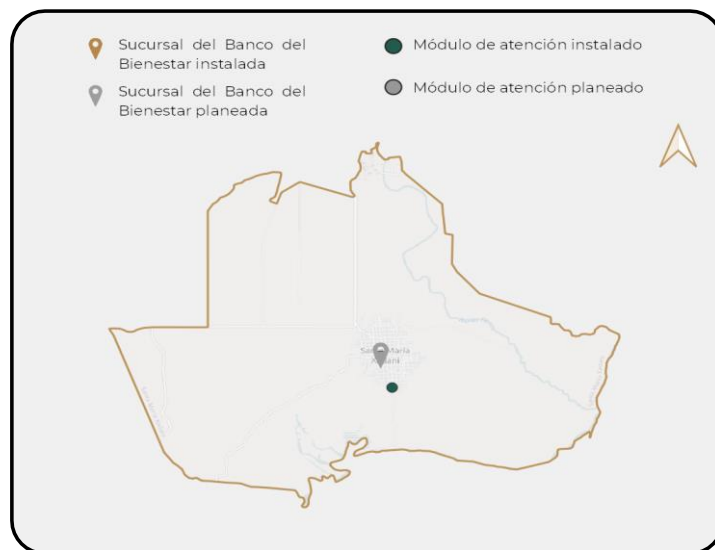 Sucursal del Banco del
Bienestar instalada
Módulo de atención instalado
Sucursal del Banco del
Bienestar planeada
Módulo de atención planeado